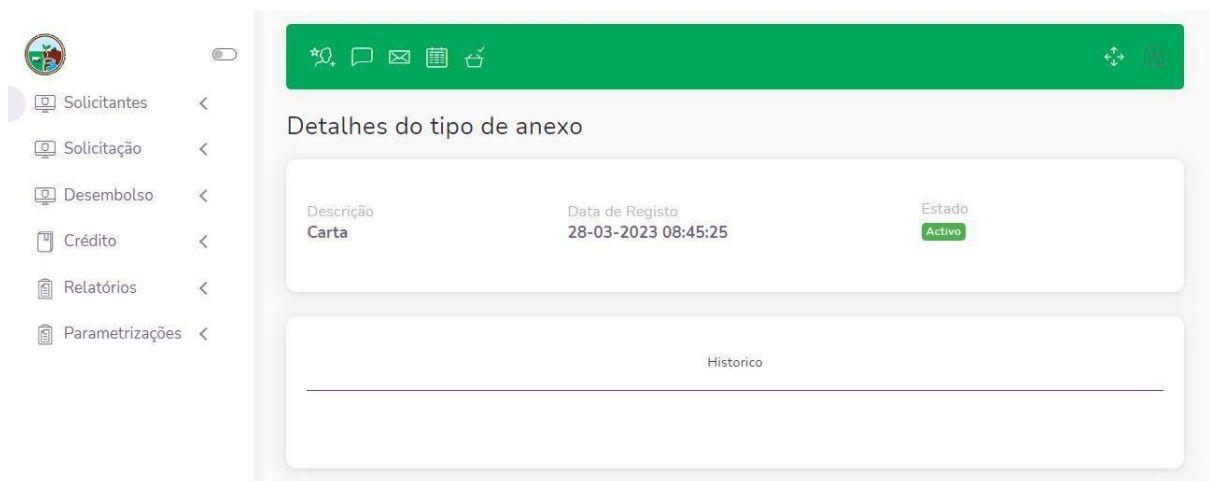 Solicitantes
Solicitação
Desembolso
Crédito
Relatórios
Parametrizações
Detalhes do tipo de anexo
Descrição
Carta
Data de Registo
28-03-2023 08:45:25
Estado
Activo
Historico